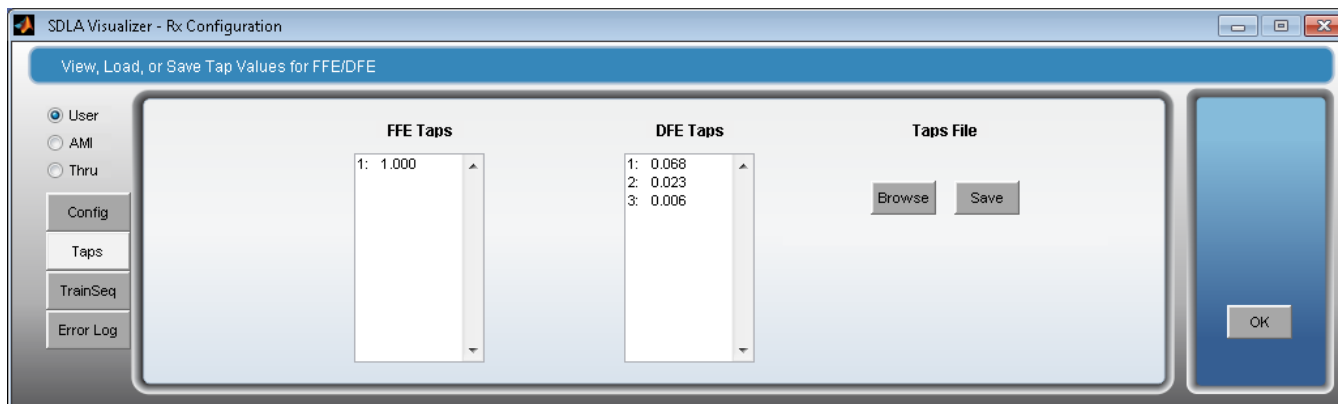 SDLA Visualizer - Rx Configuration
View, Load, or Save Tap Values for FFE/DFE
User
AMI
Thru
Config
Taps
TrainSeq
Error Log
FFE Taps
1: 1.000
DFE Taps
1: 0.068
2: 0.023
3: 0.006
Taps File
Browse Save
OK